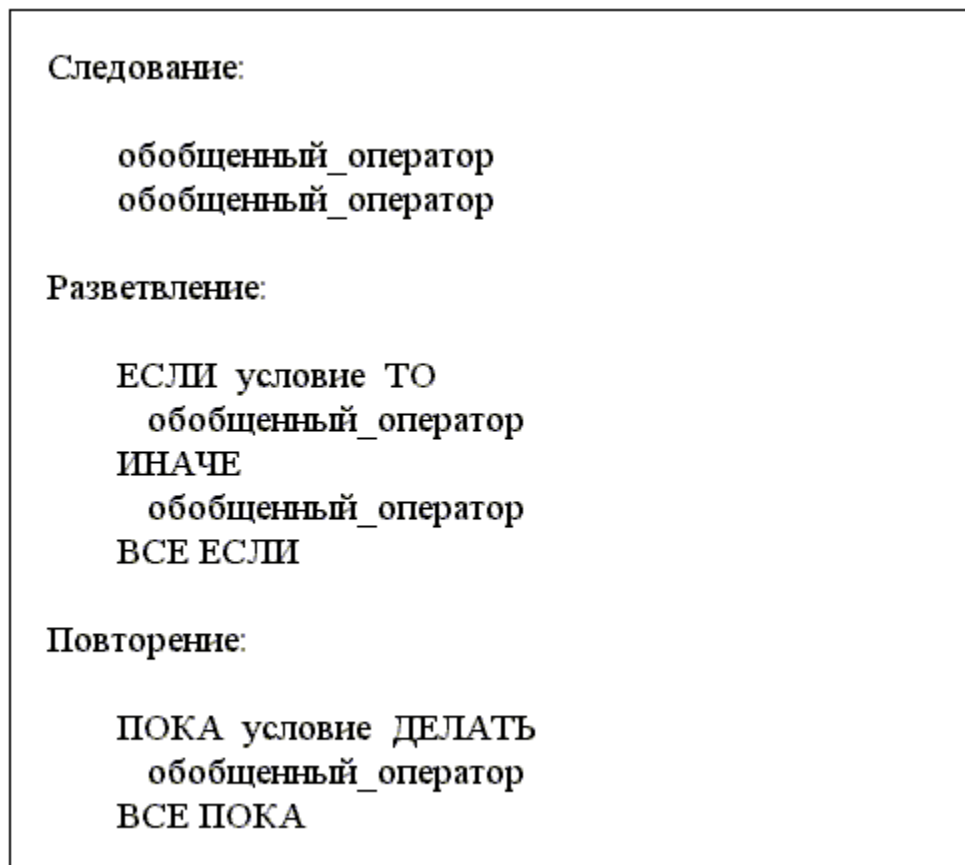 Следование:
обобщенный_оператор
обобщенный_оператор
Разветвление:
ЕСЛИ условие ТО
обобщенный_оператор
ИНАЧЕ
обобщенный_оператор
ВСЕ ЕСЛИ
Повторение:
ПОКА условие ДЕЛАТЬ
обобщенный_оператор
ВСЕ ПОКА